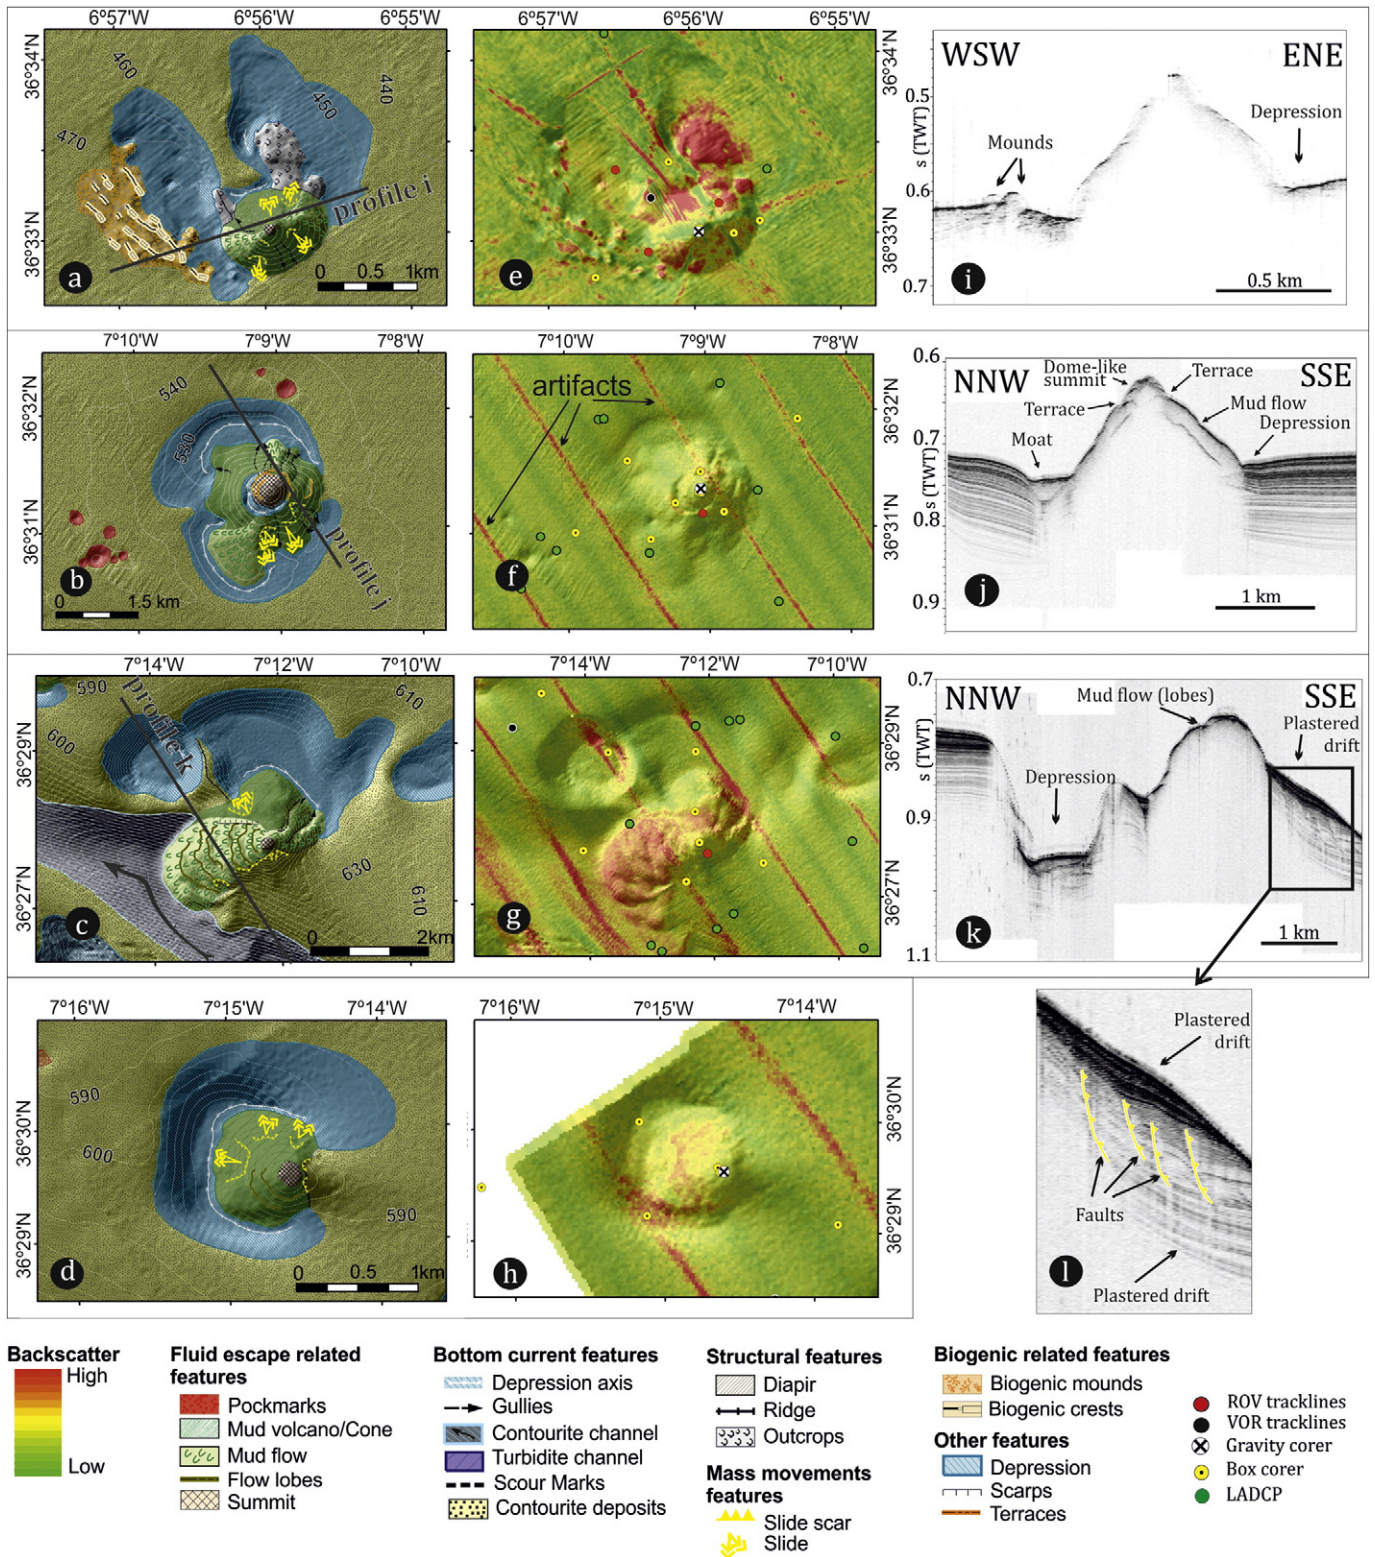 6°57'W 6°56'W 6°55'W
36°34'N
36°33'N
460
450
440
470
profile i
a
0 0.5 1km
6°57'W 6°56'W 6°55'W
36°34'N
36°33'N
e
WSW ENE
0.5
s (TWT)
0.6
0.7
Mounds
Depression
i
0.5 km
7°10'W 7°9'W 7°8'W
36°32'N
36°31'N
540
530
profile j
b
0 1.5 km
7°10'W 7°9'W 7°8'W
36°32'N
36°31'N
artifacts
f
0.6
0.7
s (TWT)
0.8
0.9
NNW SSE
Dome-like
summit
Terrace
Terrace
Mud flow
Depression
Moat
j
1 km
7°14'W 7°12'W 7°10'W
36°29'N
36°27'N
590
600
610
630
610
profile k
c
0 2km
7°14'W 7°12'W 7°10'W
36°29'N
36°27'N
g
0.7
s (TWT)
0.9
1.1
NNW SSE
Mud flow (lobes)
Plastered
drift
Depression
k
1 km
7°16'W 7°15'W 7°14'W
36°30'N
36°29'N
590
600
590
d
0 0.5 1km
7°16'W 7°15'W 7°14'W
36°30'N
36°29'N
h
Plastered
drift
Faults
Plastered drift
l
Backscatter
High
Low
Fluid escape related
features
Pockmarks
Mud volcano/Cone
Mud flow
Flow lobes
Summit
Bottom current features
Depression axis
Gullies
Contourite channel
Turbidite channel
Scour Marks
Contourite deposits
Structural features
Diapir
Ridge
Outcrops
Mass movements
features
Slide scar
Slide
Biogenic related features
Biogenic mounds
Biogenic crests
Other features
Depression
Scarps
Terraces
ROV tracklines
VOR tracklines
Gravity corer
Box corer
LADCP